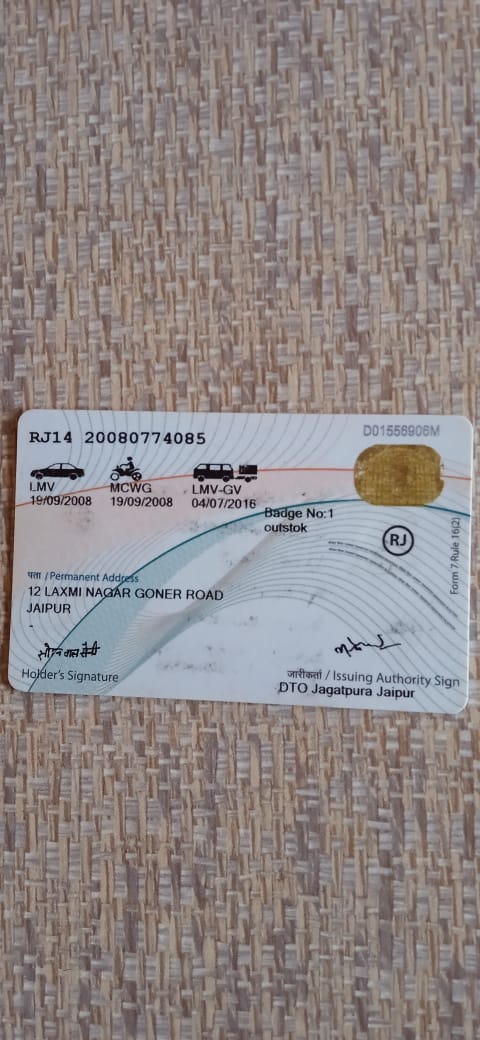 RJ14 20080774085
D01556906M
LMV
19/09/2008
MCWG
19/09/2008
LMV-GV
04/07/2016
Badge No:1
outstok
RJ
Form 7 Rule 16(2)
पता / Permanent Address
12 LAXMI NAGAR GONER ROAD
JAIPUR
Holder's Signature
जारीकर्ता / Issuing Authority Sign
DTO Jagatpura Jaipur